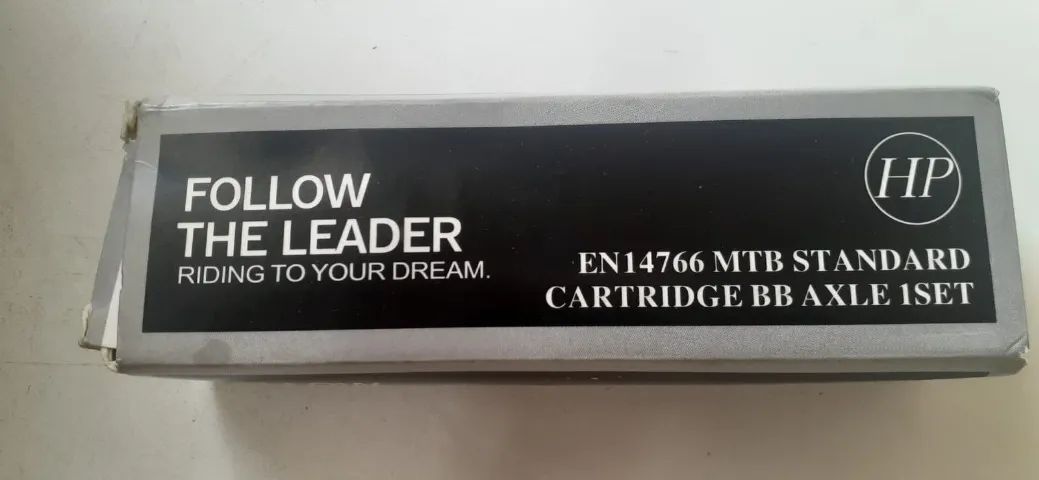 FOLLOW
THE LEADER
RIDING TO YOUR DREAM.
HP
EN14766 MTB STANDARD
CARTRIDGE BB AXLE 1SET